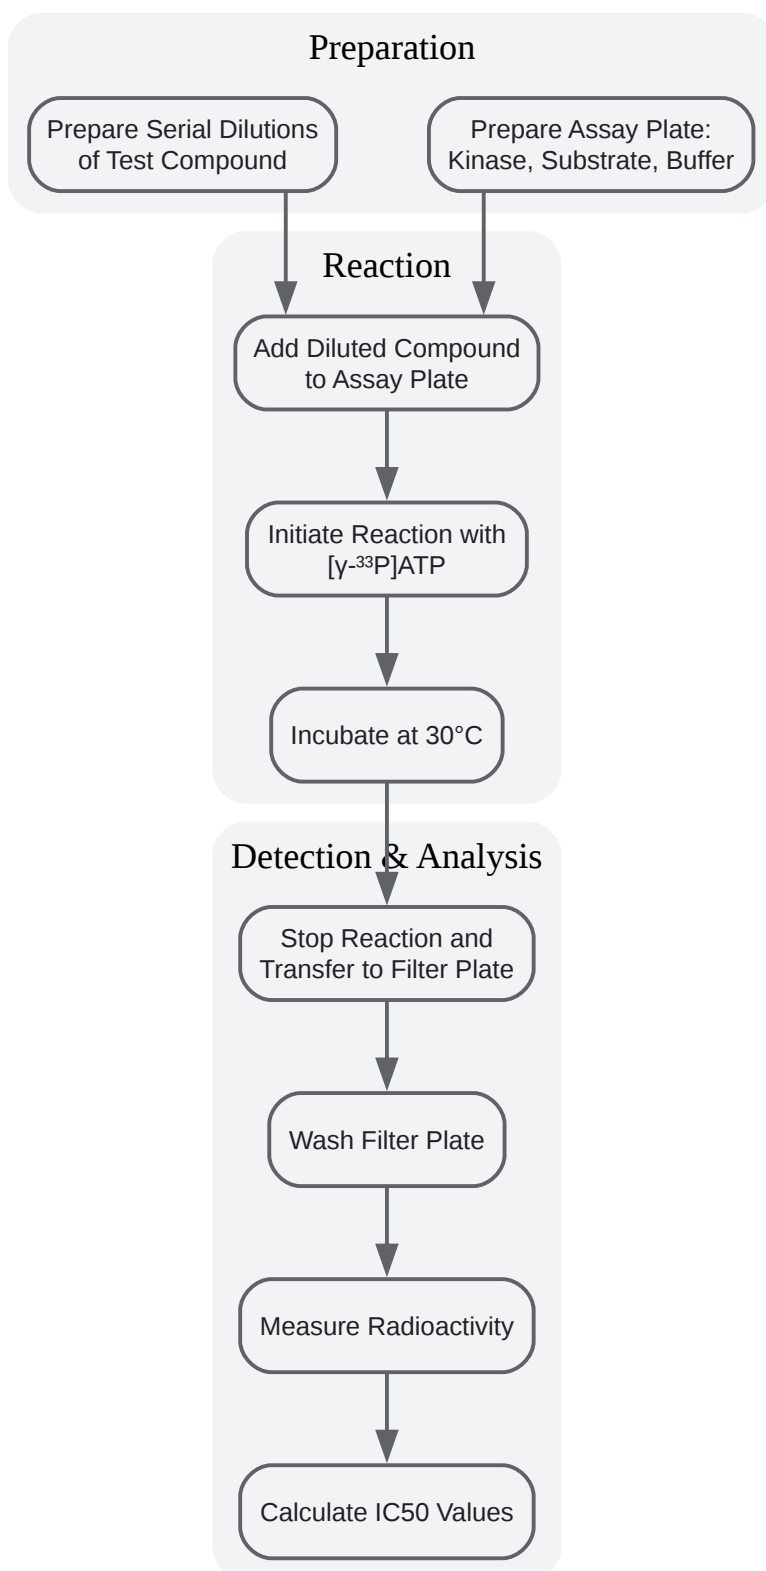 Preparation
Prepare Serial Dilutions
of Test Compound
Prepare Assay Plate:
Kinase, Substrate, Buffer
Reaction
Add Diluted Compound
to Assay Plate
Initiate Reaction with
[γ-³³P]ATP
Incubate at 30°C
Detection & Analysis
Stop Reaction and
Transfer to Filter Plate
Wash Filter Plate
Measure Radioactivity
Calculate IC50 Values